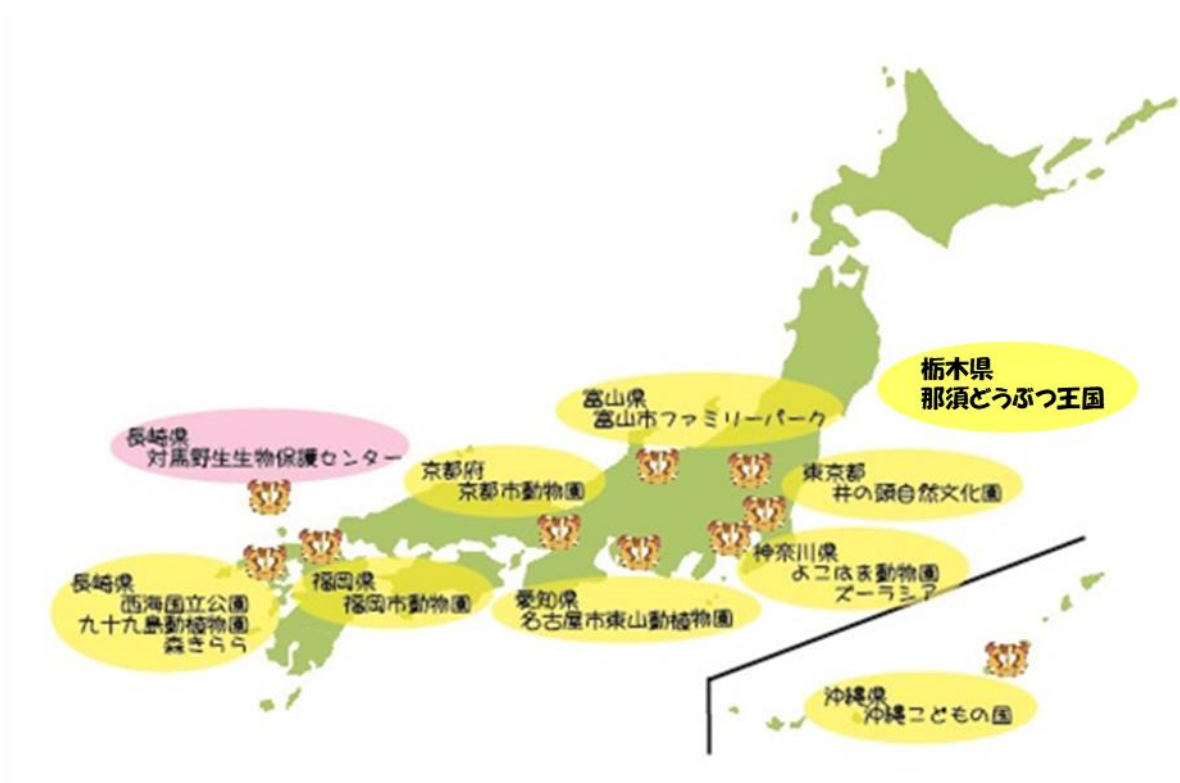 栃木県
那須どうぶつ王国
富山県
富山市ファミリーパーク
長崎県
対馬野生生物保護センター
京都府
京都市動物園
東京都
井の頭自然文化園
神奈川県
よこはま動物園
ズーラシア
長崎県
西海国立公園
九十九島動植物園
森きらら
福岡県
福岡市動物園
愛知県
名古屋市東山動植物園
沖縄県
沖縄こどもの国